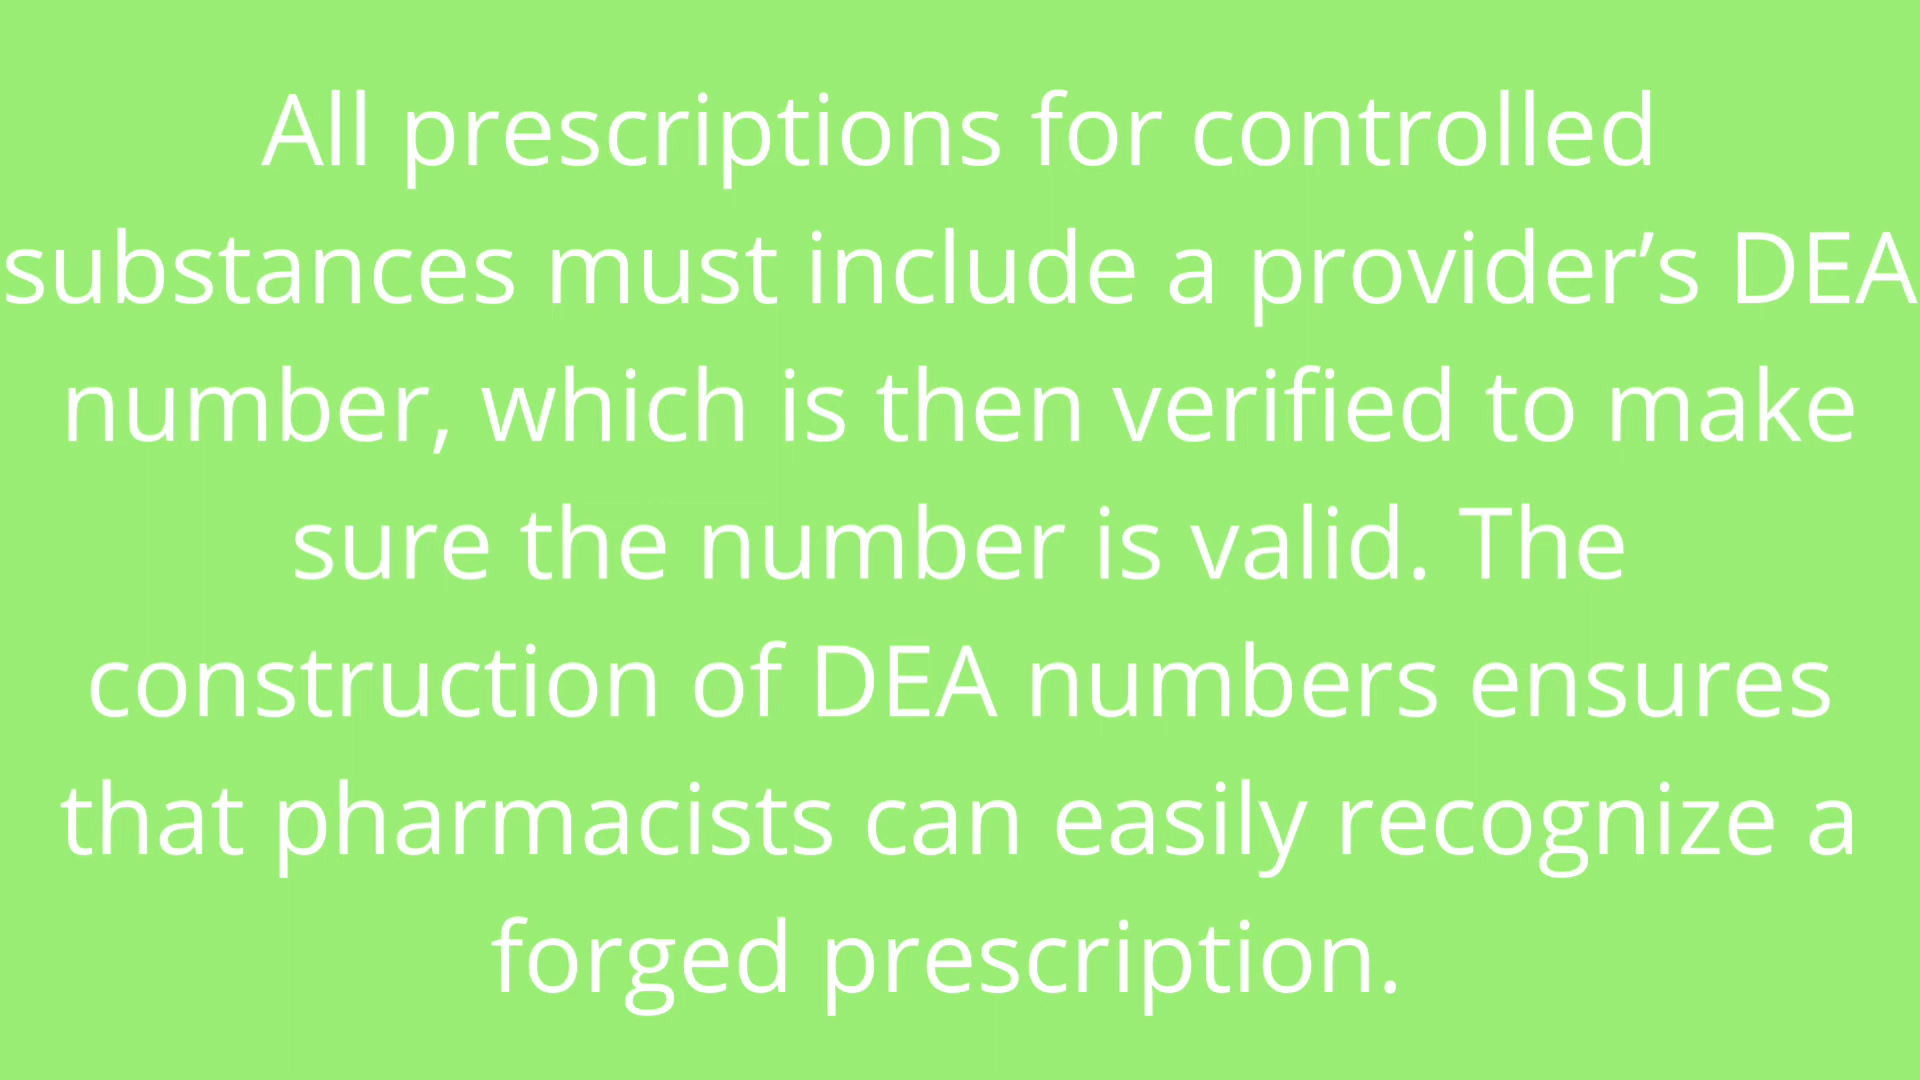 All prescriptions for controlled
substances must include a provider’s DEA
number, which is then verified to make
sure the number is valid. The
construction of DEA numbers ensures
that pharmacists can easily recognize a
forged prescription.